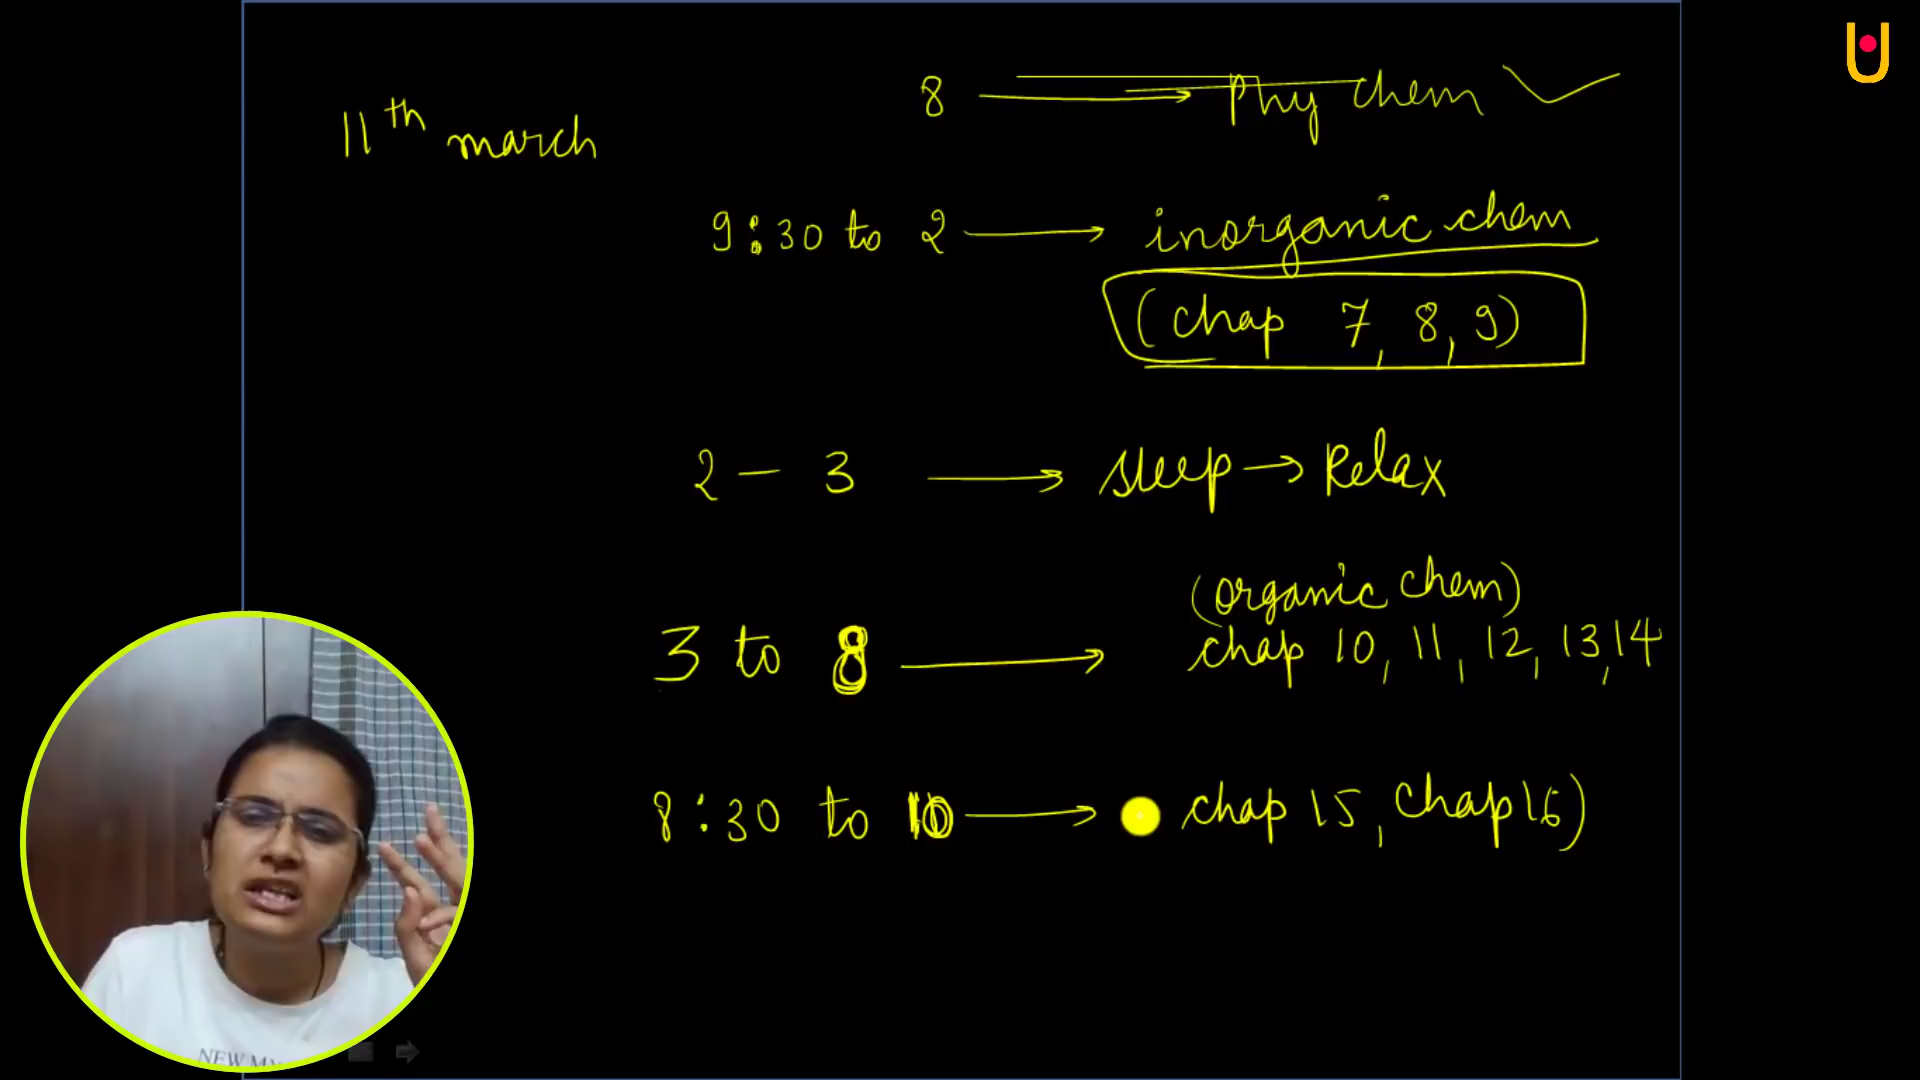 8 → Phy chem
11th march
9:30 to 2 → inorganic chem
(chap 7, 8, 9)
2 - 3 → sleep → Relax
(organic chem)
3 to 8 → chap 10, 11, 12, 13, 14
8:30 to 10 → chap 15, chap 16)
NEW